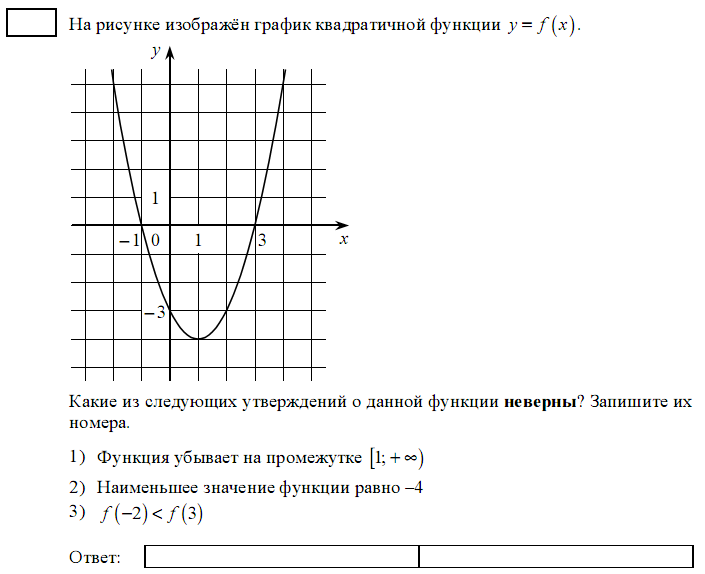 На рисунке изображён график квадратичной функции y = f(x).
y
1
−1 0 1 3 x
−3
Какие из следующих утверждений о данной функции неверны? Запишите их
номера.
1) Функция убывает на промежутке [1; +∞)
2) Наименьшее значение функции равно –4
3) f(−2) < f(3)
Ответ: